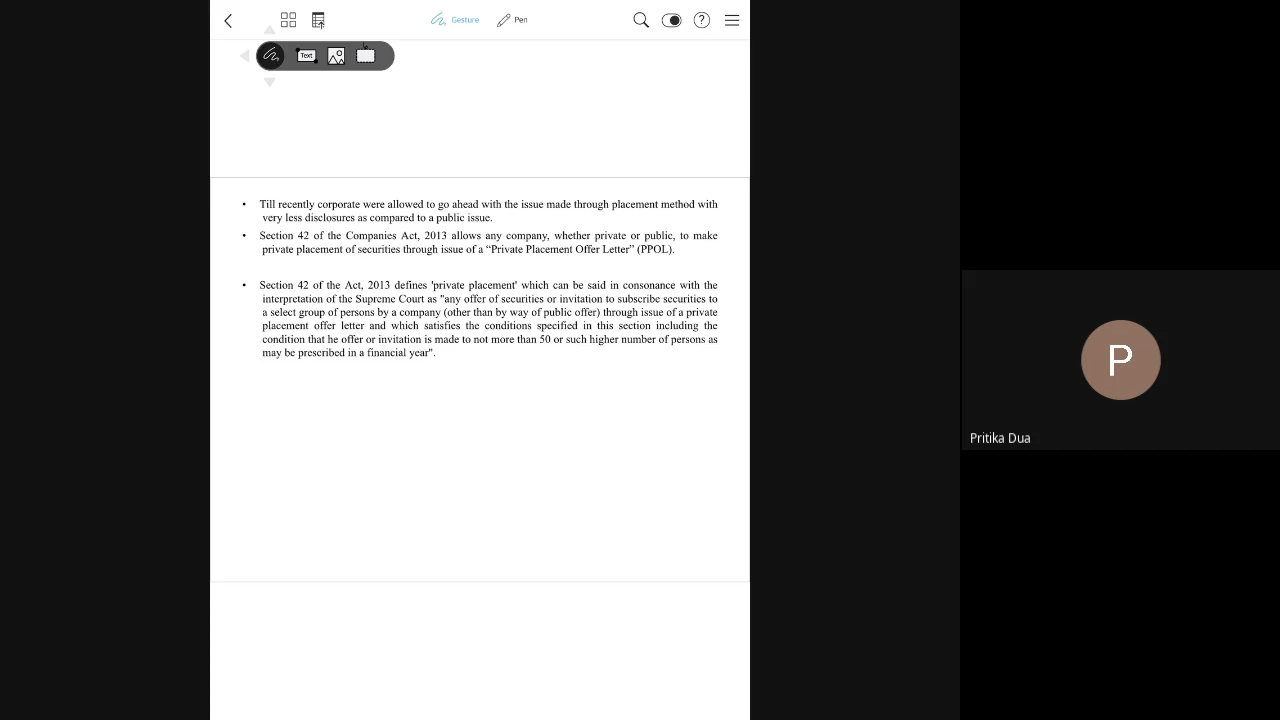 Gesture Pen
Text
• Till recently corporate were allowed to go ahead with the issue made through placement method with
very less disclosures as compared to a public issue.
• Section 42 of the Companies Act, 2013 allows any company, whether private or public, to make
private placement of securities through issue of a “Private Placement Offer Letter” (PPOL).
• Section 42 of the Act, 2013 defines 'private placement' which can be said in consonance with the
interpretation of the Supreme Court as "any offer of securities or invitation to subscribe securities to
a select group of persons by a company (other than by way of public offer) through issue of a private
placement offer letter and which satisfies the conditions specified in this section including the
condition that he offer or invitation is made to not more than 50 or such higher number of persons as
may be prescribed in a financial year".
P
Pritika Dua